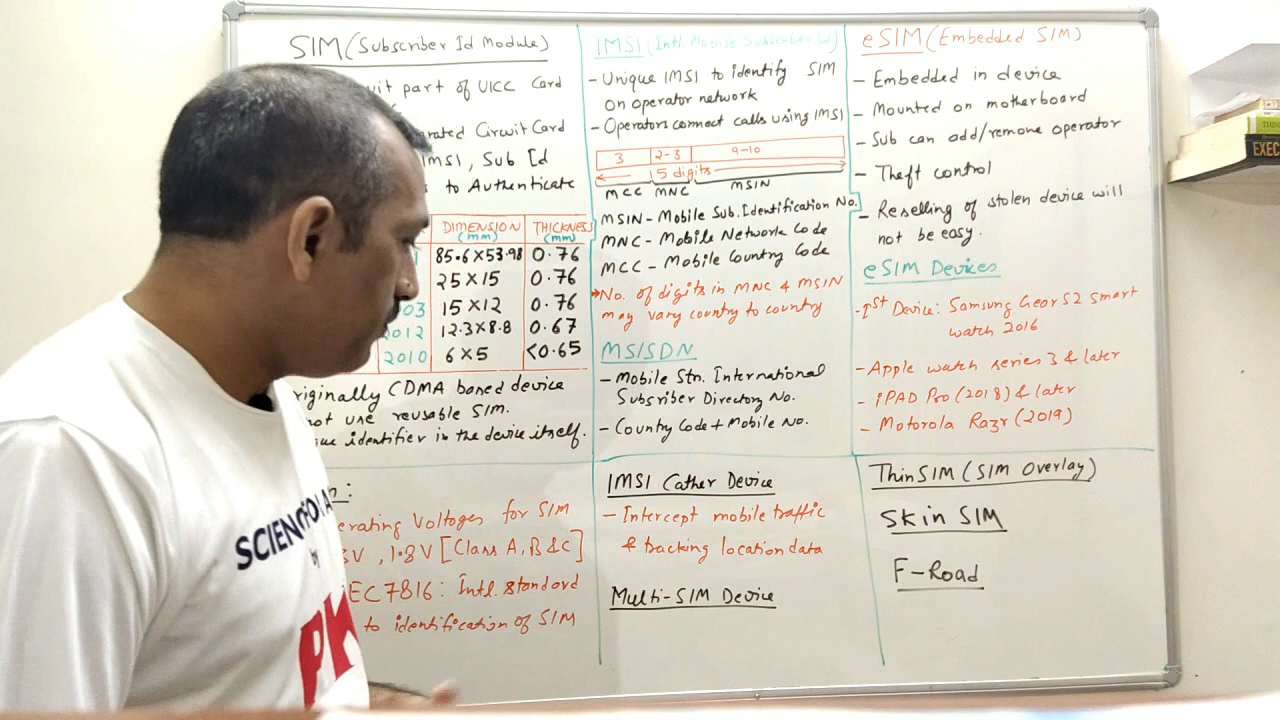 SIM (Subscriber Id Module)
part of UICC Card
Circuit Card
IMSI, Sub Id
to Authenticate
DIMENSION THICKNESS
(mm) (mm)
85.6×53.98 0.76
25×15 0.76
03 15×12 0.76
2012 12.3×8.8 0.67
2010 6×5 <0.65
riginally CDMA based device
not use reusable SIM.
identifier in the device itself.
erating Voltages for SIM
3V, 1.8V [Class A, B & C]
EC7816: Intl. standard
to identification of SIM
IMSI (Intl. Mobile Subscriber Id)
- Unique IMSI to identify SIM
on operator network
- Operators connect calls using IMSI
3 2-3 9-10
15 digits
MCC MNC MSIN
MSIN - Mobile Sub. Identification No.
MNC - Mobile Network Code
MCC - Mobile Country Code
No. of digits in MNC & MSIN
may vary country to country
MSISDN
- Mobile Stn. International
Subsriber Directory No.
- Country Code + Mobile No.
IMSI Cather Device
- Intercept mobile traffic
& tracking location data
Multi-SIM Device
eSIM (Embedded SIM)
- Embedded in device
- Mounted on motherboard
- Sub can add/remove operator
- Theft control
- Reselling of stolen device will
not be easy.
eSIM Devices
- 1st Device: Samsung Gear S2 Smart
watch 2016
- Apple watch series 3 & later
- iPAD Pro (2018) & later
- Motorola Razr (2019)
ThinSIM (SIM Overlay)
Skin SIM
F-Road
SCIENC
by
PK
EXEC